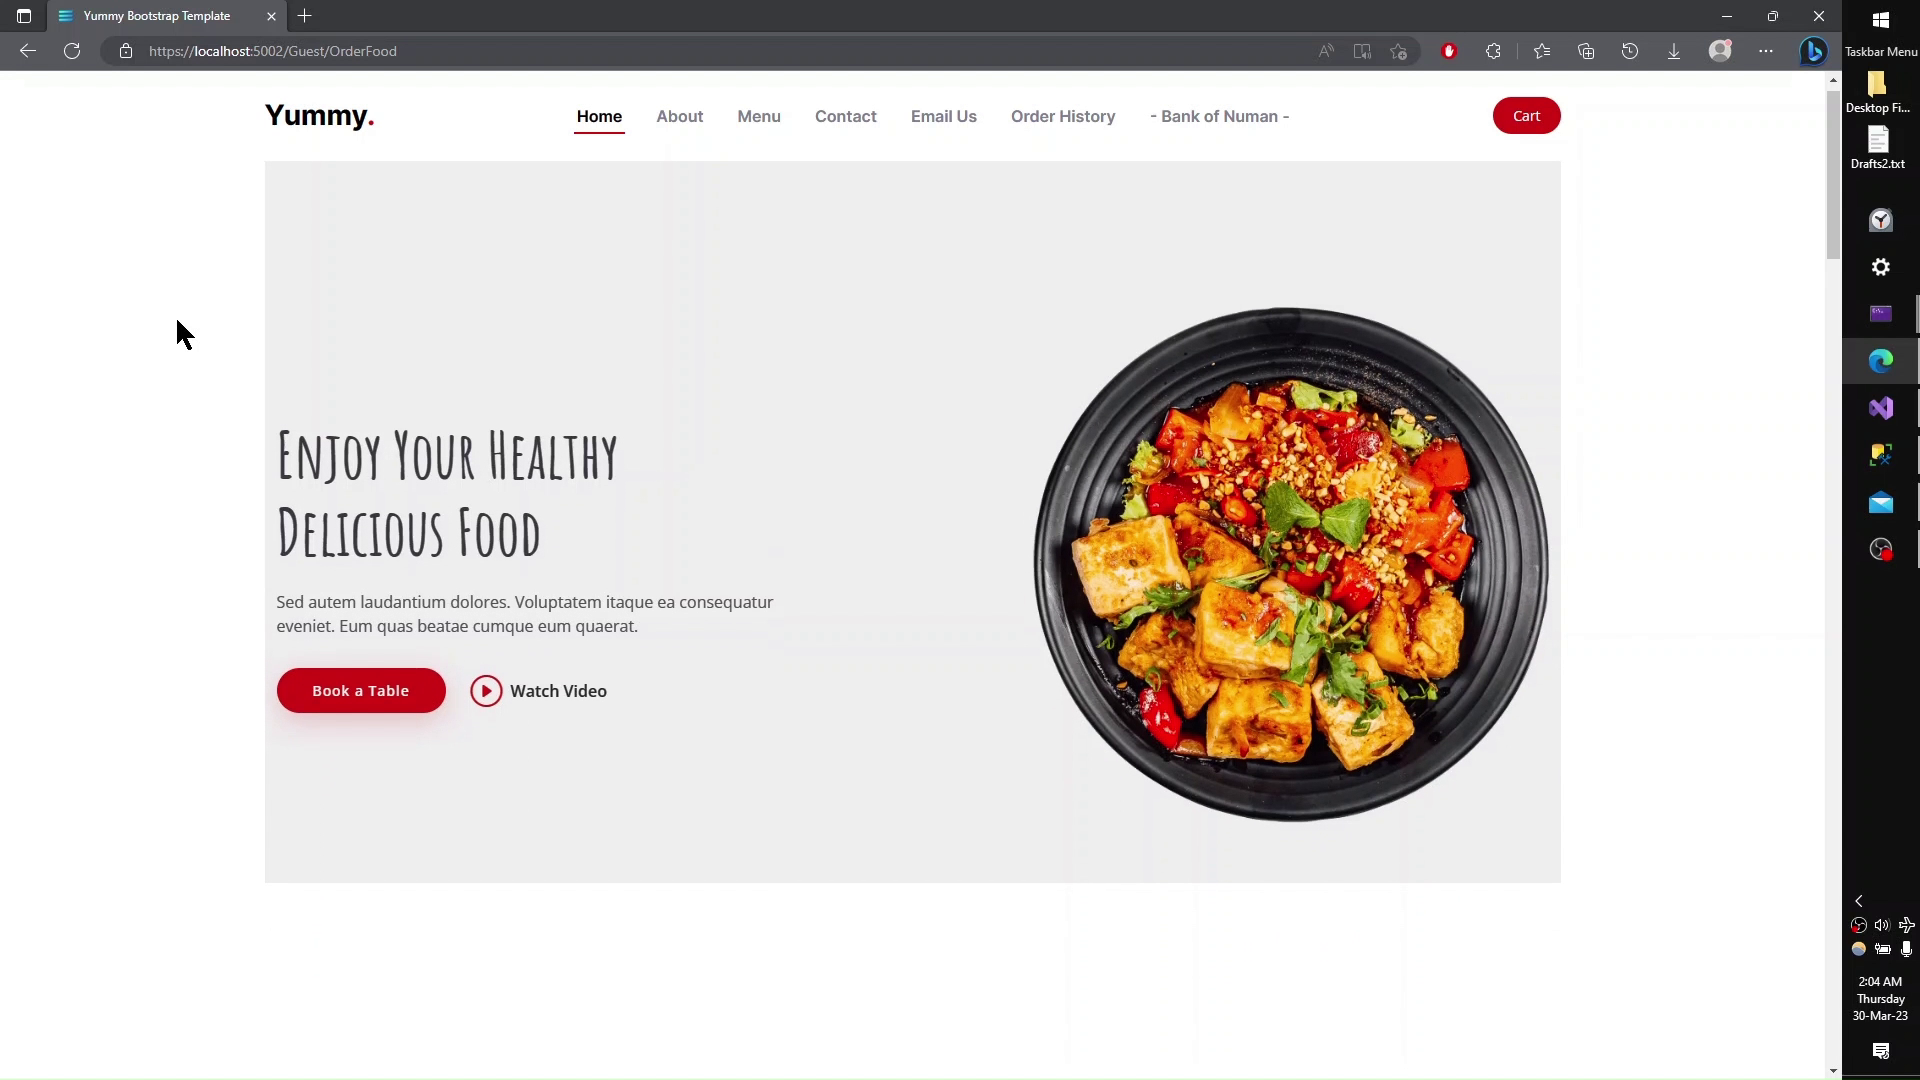 Yummy Bootstrap Template
https://localhost:5002/Guest/OrderFood
Taskbar Menu
Desktop Fi...
Drafts2.txt
Yummy.
Home
About
Menu
Contact
Email Us
Order History
- Bank of Numan -
Cart
Enjoy Your Healthy
Delicious Food
Sed autem laudantium dolores. Voluptatem itaque ea consequatur
eveniet. Eum quas beatae cumque eum quaerat.
Book a Table
Watch Video
2:04 AM
Thursday
30-Mar-23